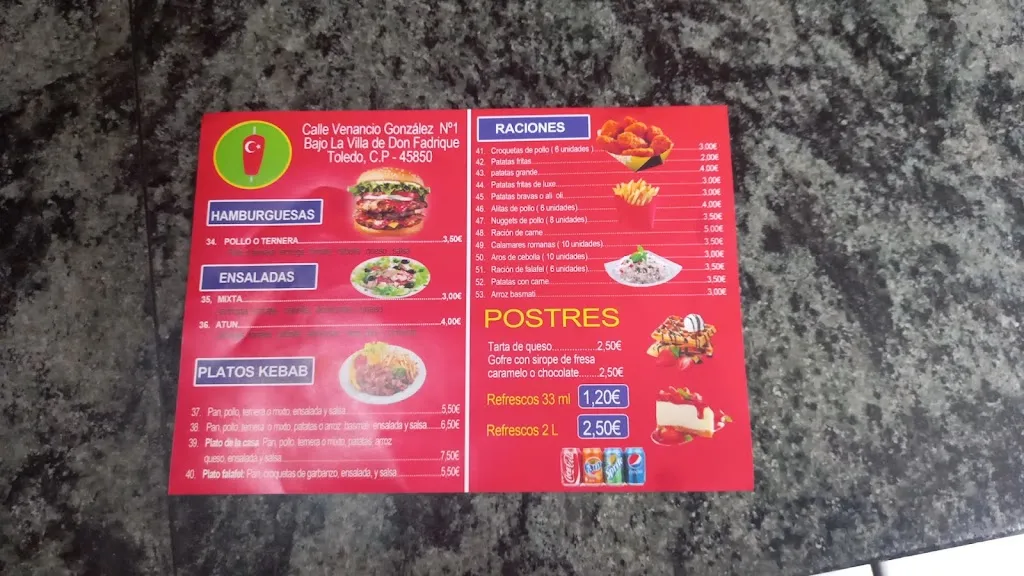 Calle Venancio González Nº1
Bajo La Villa de Don Fadrique
Toledo, C.P - 45850
HAMBURGUESAS
34. POLLO O TERNERA 3,50€
ENSALADAS
35, MIXTA 3,00€
36. ATUN 4,00€
PLATOS KEBAB
37. Pan, pollo, ternera o mixto, ensalada y salsa 5,50€
38. Pan, pollo, ternera o mixto, patatas o arroz basmati ensalada y salsa 6,50€
39. Plato de la casa Pan, pollo, ternera o mixto, patatas, arroz
queso, ensalada y salsa 7,50€
40. Plato falafel: Pan, croquetas de garbanzo, ensalada, y salsa 5,50€
RACIONES
41. Croquetas de pollo ( 6 unidades ) 3,00€
42. Patatas fritas 2,00€
43. patatas grande 4,00€
44. Patatas fritas de luxe 3,00€
45. Patatas bravas o ali oli 3,00€
46. Alitas de pollo ( 6 unidades) 4,00€
47. Nuggets de pollo ( 8 unidades) 3,50€
48. Ración de carne 5,00€
49. Calamares romanas ( 10 unidades) 3,50€
50. Aros de cebolla ( 10 unidades) 3,00€
51. Ración de falafel ( 6 unidades) 3,50€
52. Patatas con carne 3,50€
53. Arroz basmati 3,00€
POSTRES
Tarta de queso 2,50€
Gofre con sirope de fresa
caramelo o chocolate 2,50€
Refrescos 33 ml 1,20€
Refrescos 2 L 2,50€
Coca-Cola Fanta pepsi